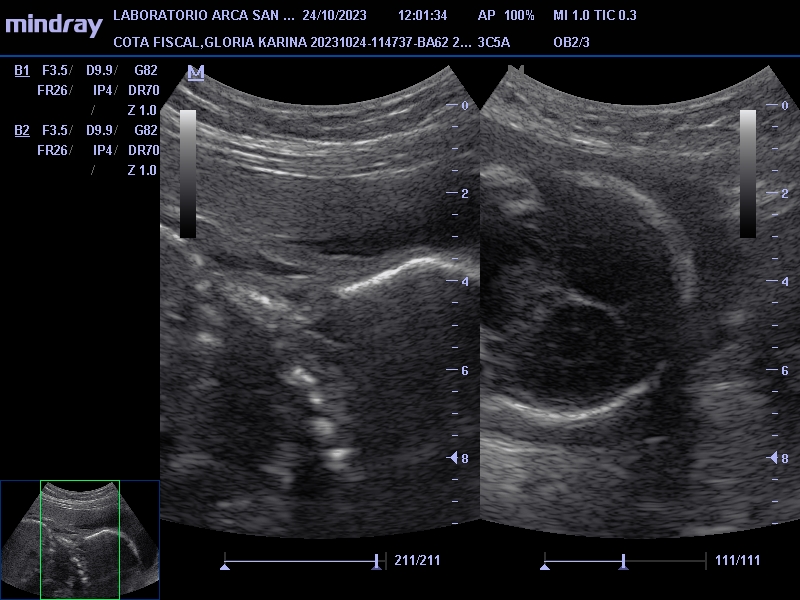 mindray
LABORATORIO ARCA SAN ... 24/10/2023 12:01:34 AP 100% MI 1.0 TIC 0.3
COTA FISCAL,GLORIA KARINA 20231024-114737-BA62 2... 3C5A OB2/3
B1 F3.5/ D9.9/ G82
FR26/ IP4/ DR70
/ Z 1.0
B2 F3.5/ D9.9/ G82
FR26/ IP4/ DR70
/ Z 1.0
M
0
2
4
6
8
211/211
M
0
2
4
6
8
111/111